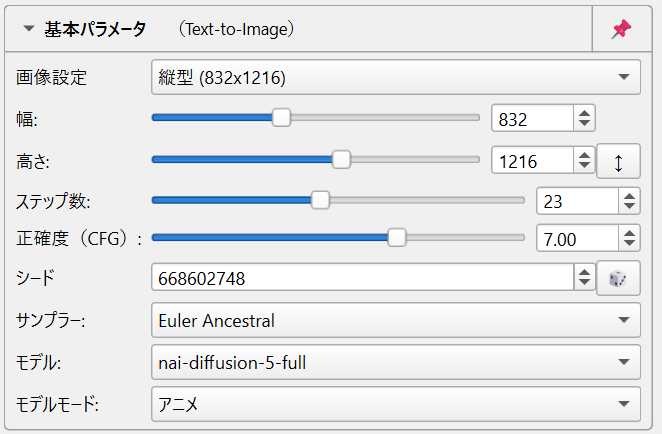 基本パラメータ （Text-to-Image）
画像設定 縦型 (832x1216)
幅: 832
高さ: 1216 ↕
ステップ数: 23
正確度（CFG）: 7.00
シード 668602748
サンプラー: Euler Ancestral
モデル: nai-diffusion-5-full
モデルモード: アニメ